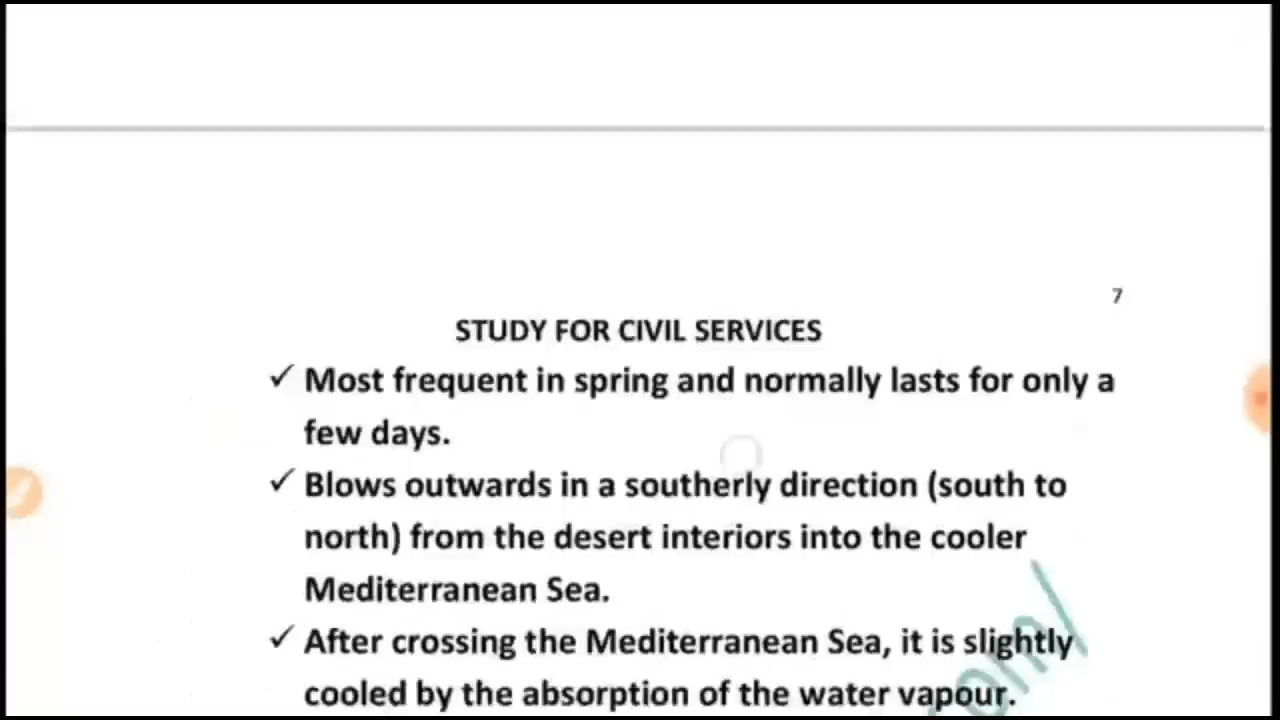 7
STUDY FOR CIVIL SERVICES
✓ Most frequent in spring and normally lasts for only a
few days.
✓ Blows outwards in a southerly direction (south to
north) from the desert interiors into the cooler
Mediterranean Sea.
✓ After crossing the Mediterranean Sea, it is slightly
cooled by the absorption of the water vapour.
com/